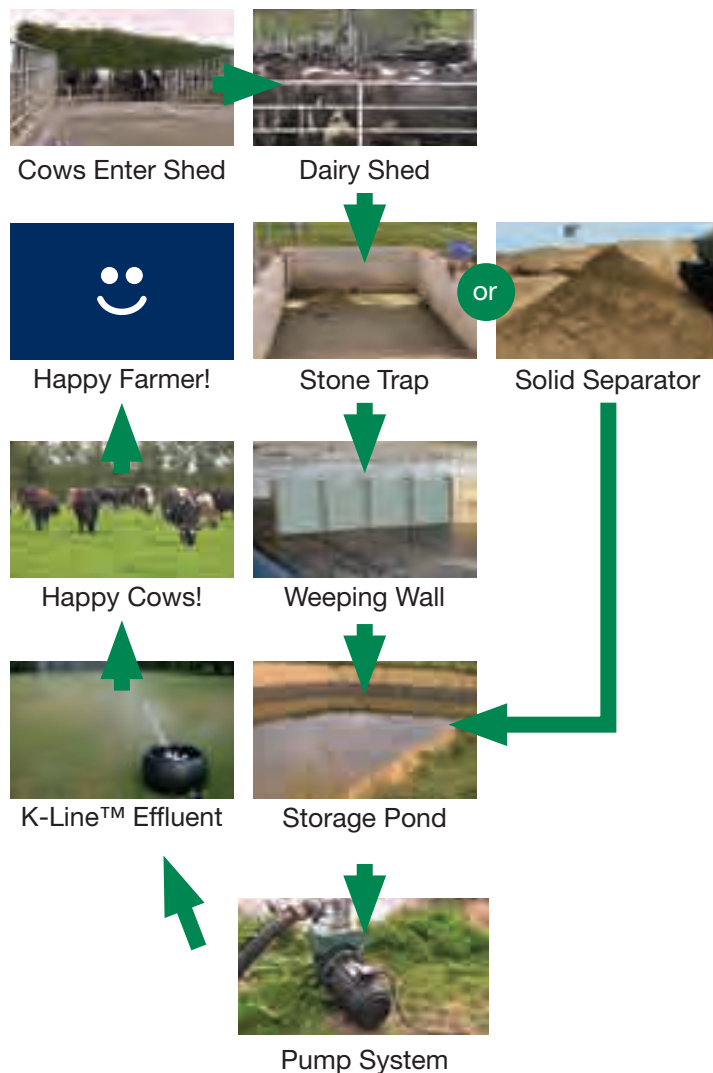 Cows Enter Shed
Dairy Shed
Happy Farmer!
Stone Trap
or
Solid Separator
Happy Cows!
Weeping Wall
K-Line™ Effluent
Storage Pond
Pump System